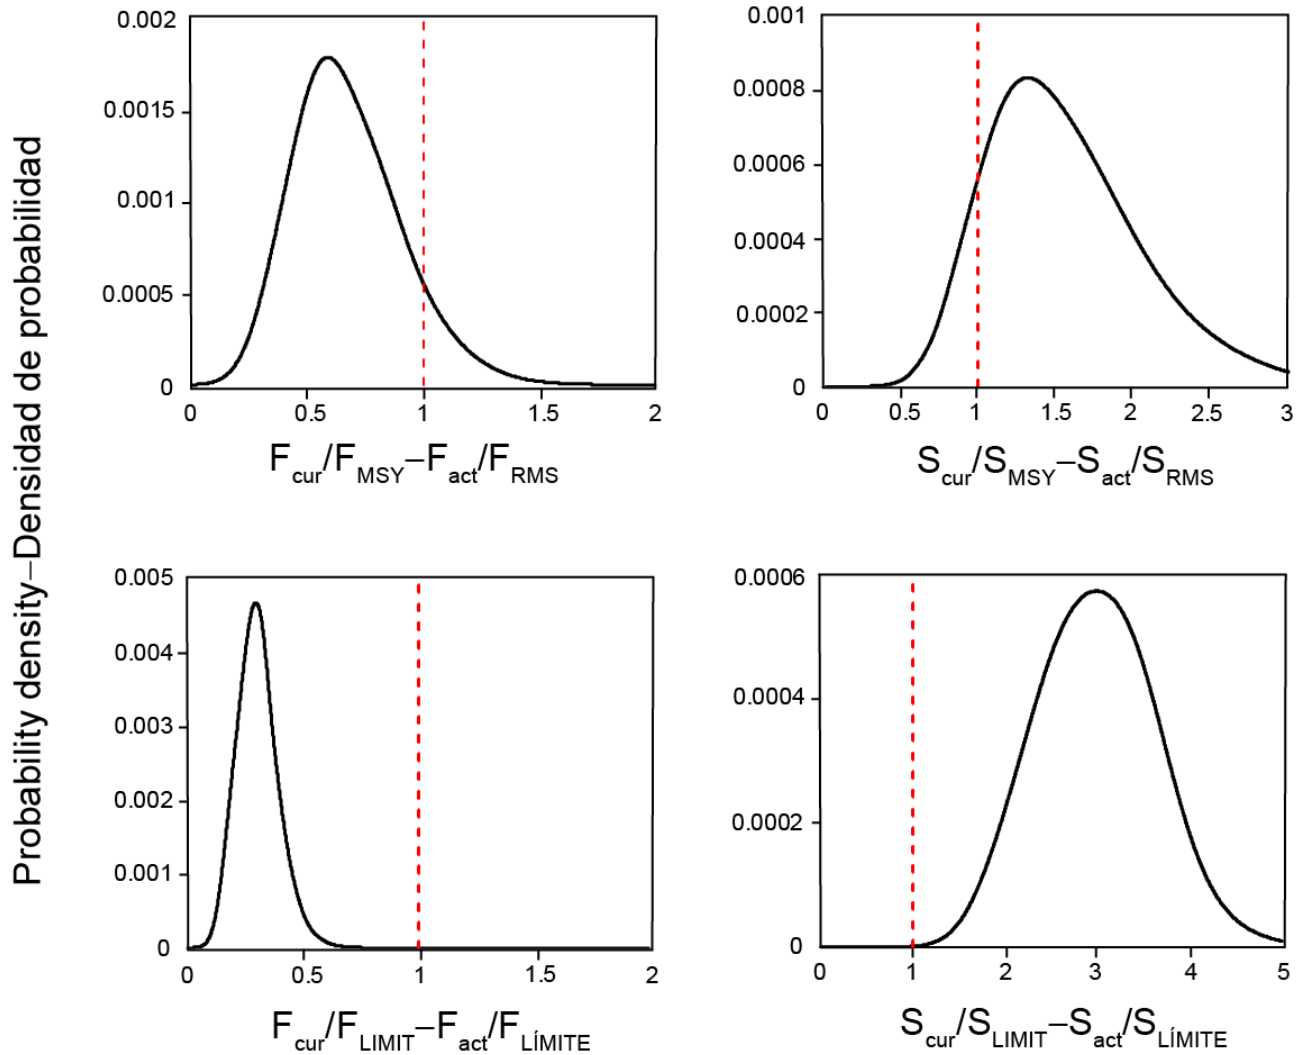 Probability density–Densidad de probabilidad
0.002
0.0015
0.001
0.0005
0
0 0.5 1 1.5 2
Fcur/FMSY–Fact/FRMS
0.001
0.0008
0.0006
0.0004
0.0002
0
0 0.5 1 1.5 2 2.5 3
Scur/SMSY–Sact/SRMS
0.005
0.004
0.003
0.002
0.001
0
0 0.5 1 1.5 2
Fcur/FLIMIT–Fact/FLÍMITE
0.0006
0.0004
0.0002
0
0 1 2 3 4 5
Scur/SLIMIT–Sact/SLÍMITE